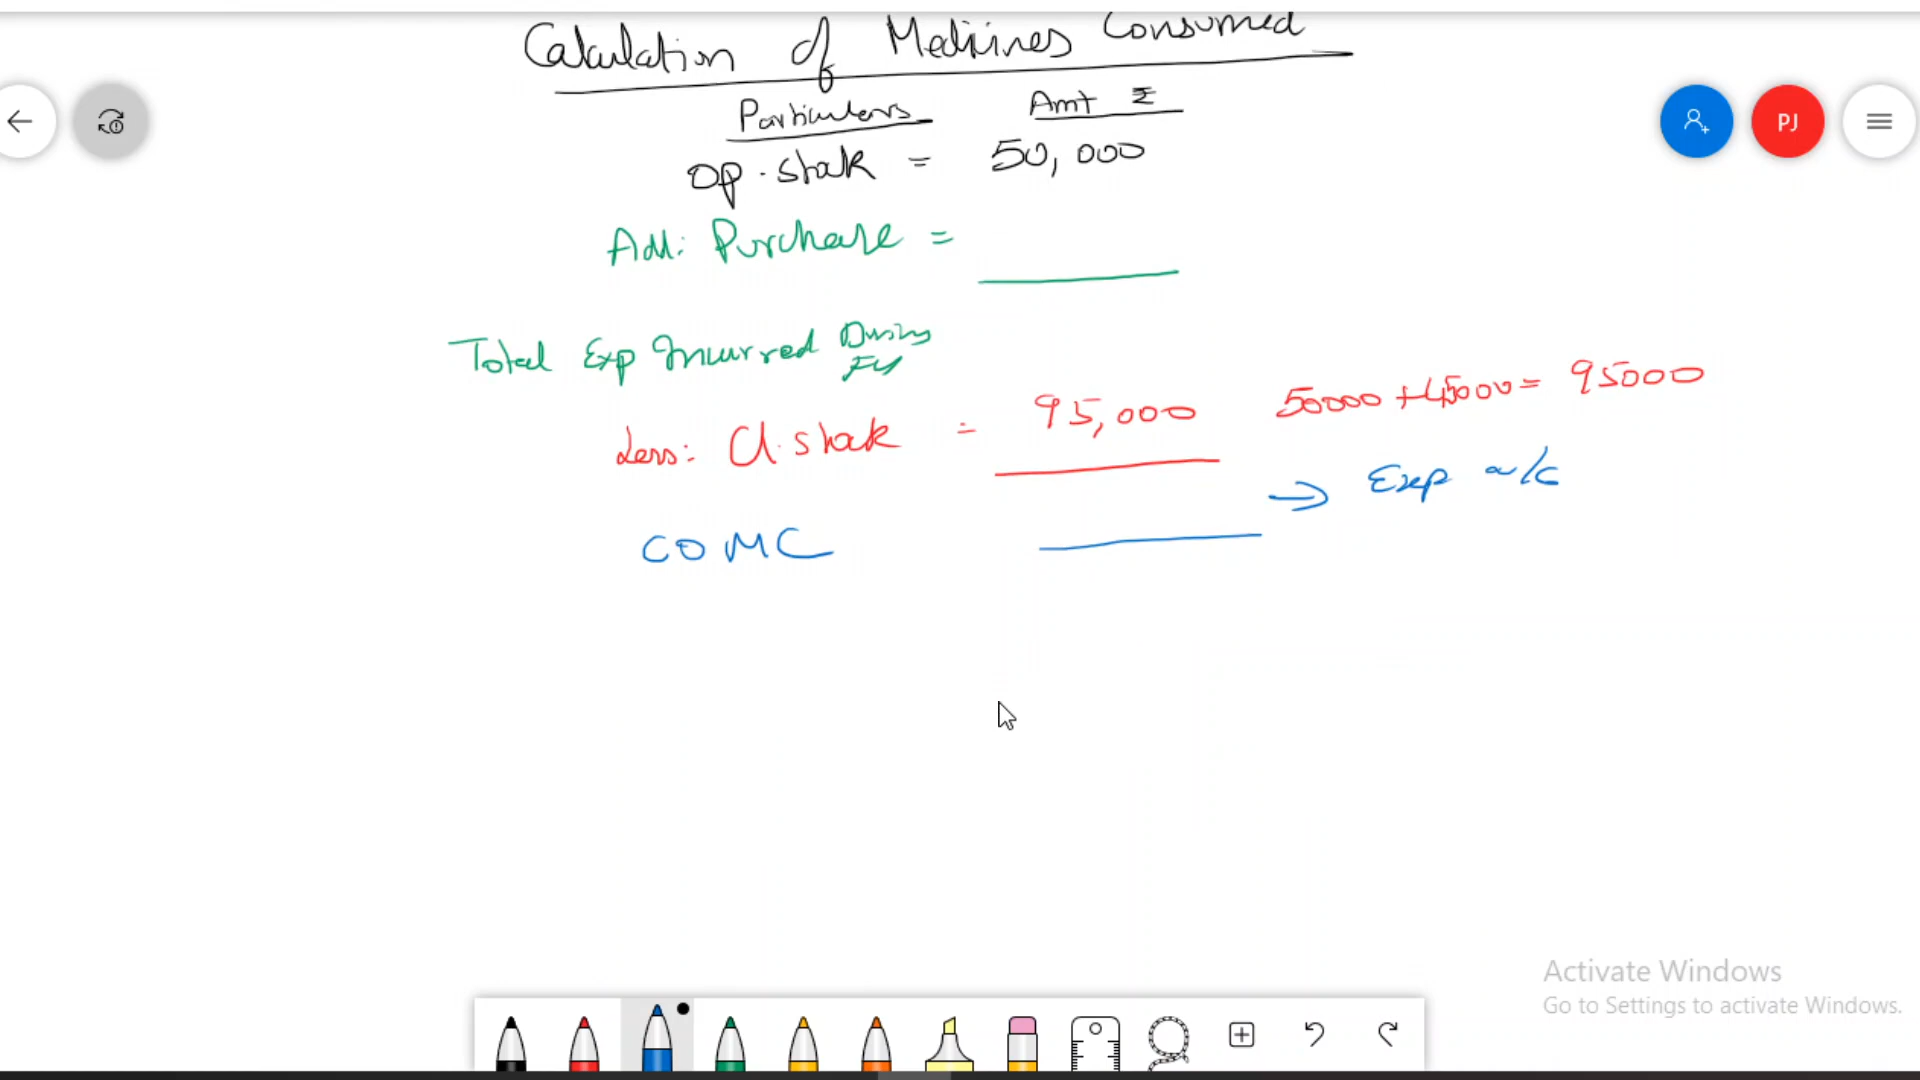 Calculation of Medicines Consumed
Particulars Amt ₹
op. stock = 50,000
Add: Purchase =
Total Exp Incurred During
FY
Less: Cl. stock = 95,000 50000 + 45000 = 95000
→ Exp a/c
COMC
PJ
Activate Windows
Go to Settings to activate Windows.